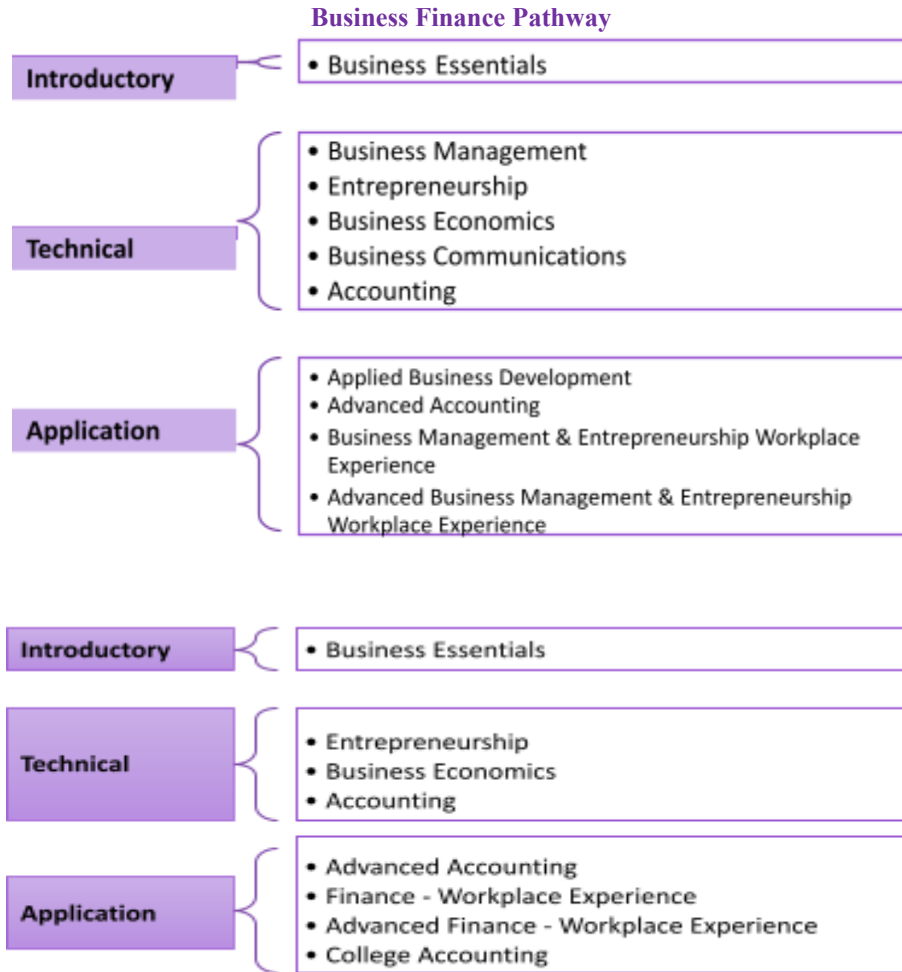 Business Finance Pathway
Introductory
• Business Essentials
Technical
• Business Management
• Entrepreneurship
• Business Economics
• Business Communications
• Accounting
Application
• Applied Business Development
• Advanced Accounting
• Business Management & Entrepreneurship Workplace
Experience
• Advanced Business Management & Entrepreneurship
Workplace Experience
Introductory
• Business Essentials
Technical
• Entrepreneurship
• Business Economics
• Accounting
Application
• Advanced Accounting
• Finance - Workplace Experience
• Advanced Finance - Workplace Experience
• College Accounting